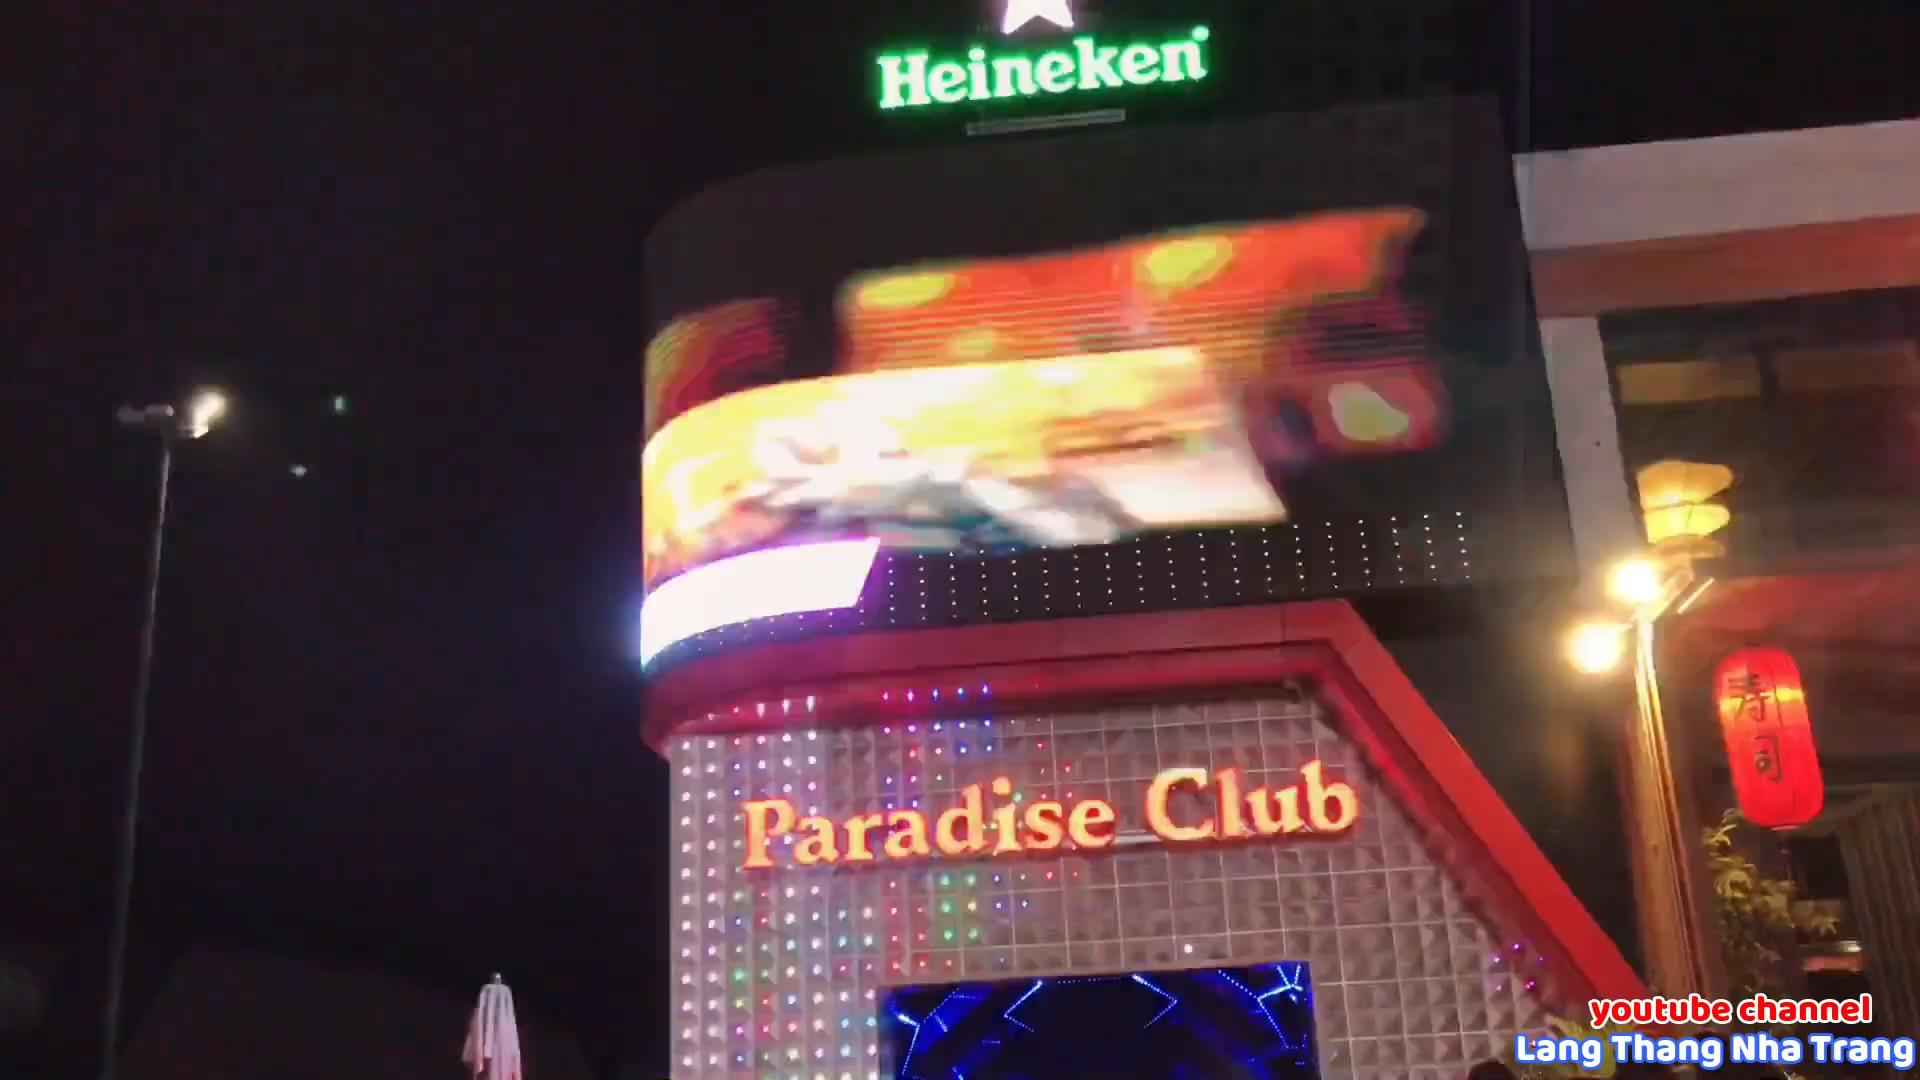 Heineken
Paradise Club
寿司
youtube channel
Lang Thang Nha Trang